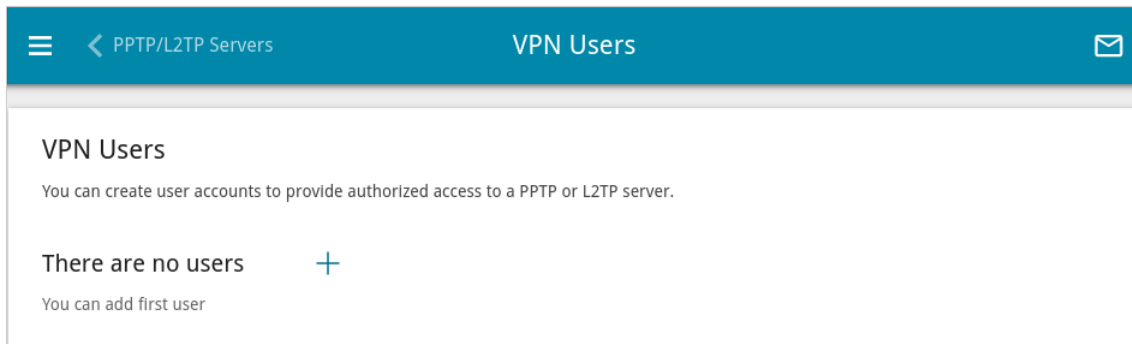 PPTP/L2TP Servers
VPN Users
VPN Users
You can create user accounts to provide authorized access to a PPTP or L2TP server.
There are no users
You can add first user